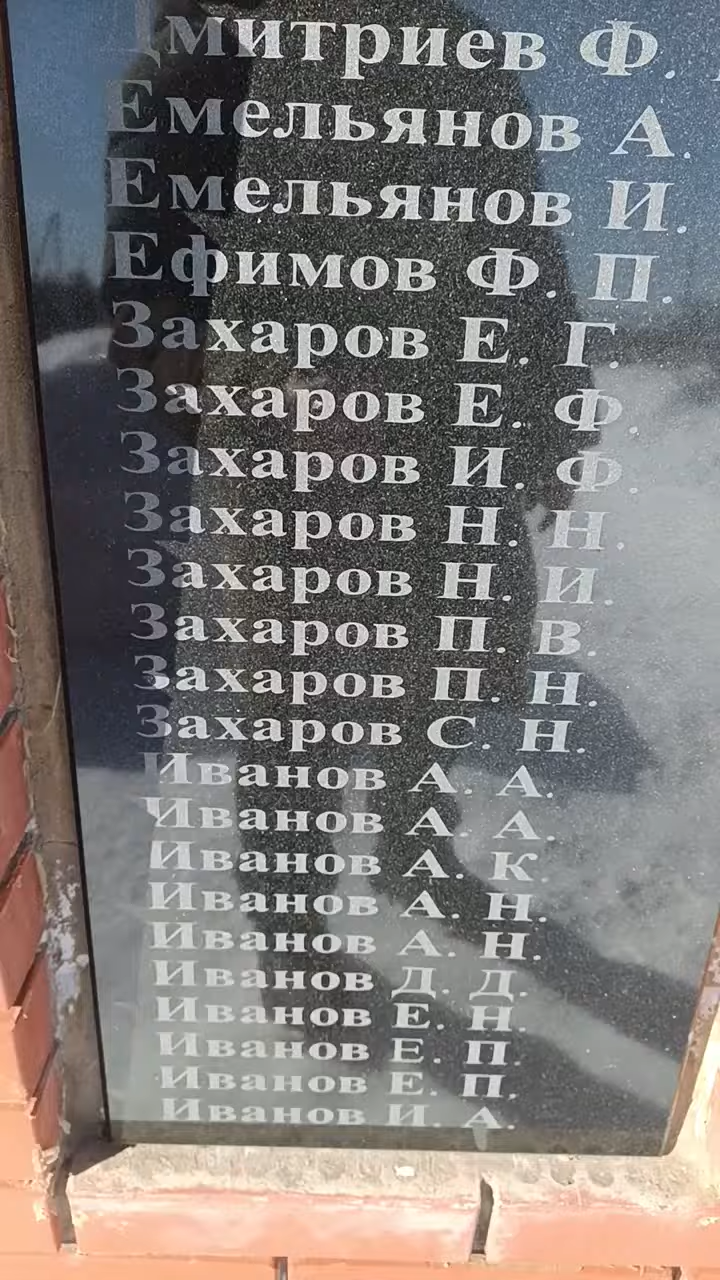 Дмитриев Ф.
Емельянов А.
Емельянов И.
Ефимов Ф. П.
Захаров Е. Г.
Захаров Е. Ф.
Захаров И. Ф.
Захаров Н. Н.
Захаров Н. И.
Захаров П. В.
Захаров П. Н.
Захаров С. Н.
Иванов А. А.
Иванов А. А.
Иванов А. К.
Иванов А. Н.
Иванов А. Н.
Иванов Д. Д.
Иванов Е. Н.
Иванов Е. П.
Иванов Е. П.
Иванов И. А.